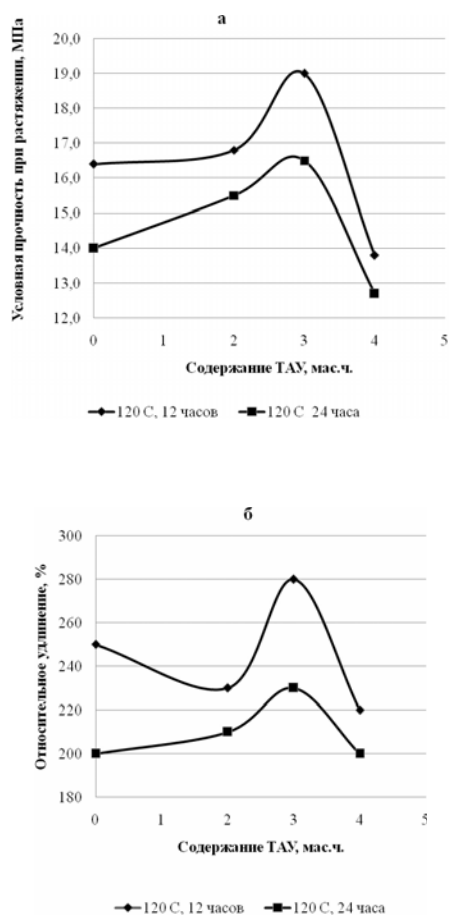 а
Условная прочность при растяжении, МПа
20,0
19,0
18,0
17,0
16,0
15,0
14,0
13,0
12,0
0 1 2 3 4 5
Содержание ТАУ, мас.ч.
120 С, 12 часов 120 С 24 часа
б
Относительное удлинение, %
300
280
260
240
220
200
180
0 1 2 3 4 5
Содержание ТАУ, мас.ч.
120 С, 12 часов 120 С, 24 часа